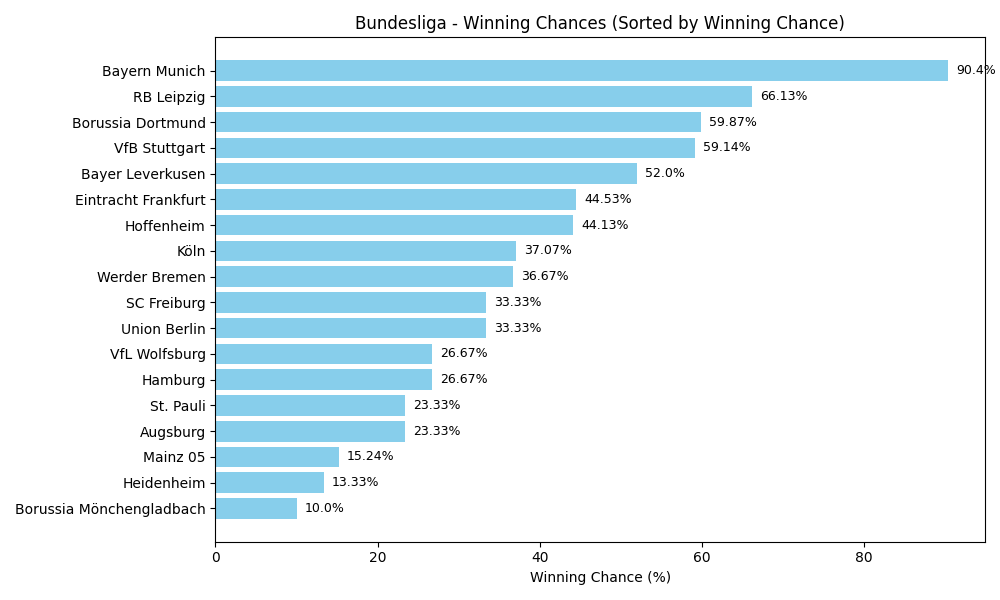 Bundesliga - Winning Chances (Sorted by Winning Chance)
Bayern Munich 90.4%
RB Leipzig 66.13%
Borussia Dortmund 59.87%
VfB Stuttgart 59.14%
Bayer Leverkusen 52.0%
Eintracht Frankfurt 44.53%
Hoffenheim 44.13%
Köln 37.07%
Werder Bremen 36.67%
SC Freiburg 33.33%
Union Berlin 33.33%
VfL Wolfsburg 26.67%
Hamburg 26.67%
St. Pauli 23.33%
Augsburg 23.33%
Mainz 05 15.24%
Heidenheim 13.33%
Borussia Mönchengladbach 10.0%
0 20 40 60 80
Winning Chance (%)